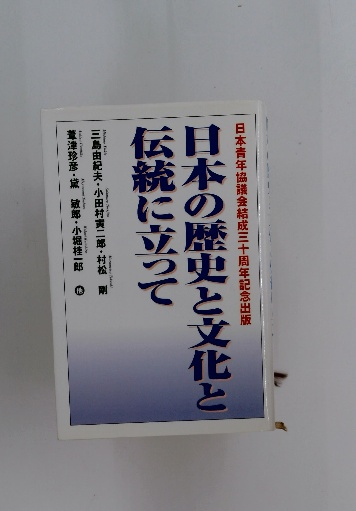 日本青年協議会結成三十周年記念出版
日本の歴史と文化と
伝統に立って
三島由紀夫・小田村寅二郎・村松 剛
葦津珍彦・黛 敏郎・小堀桂一郎 他